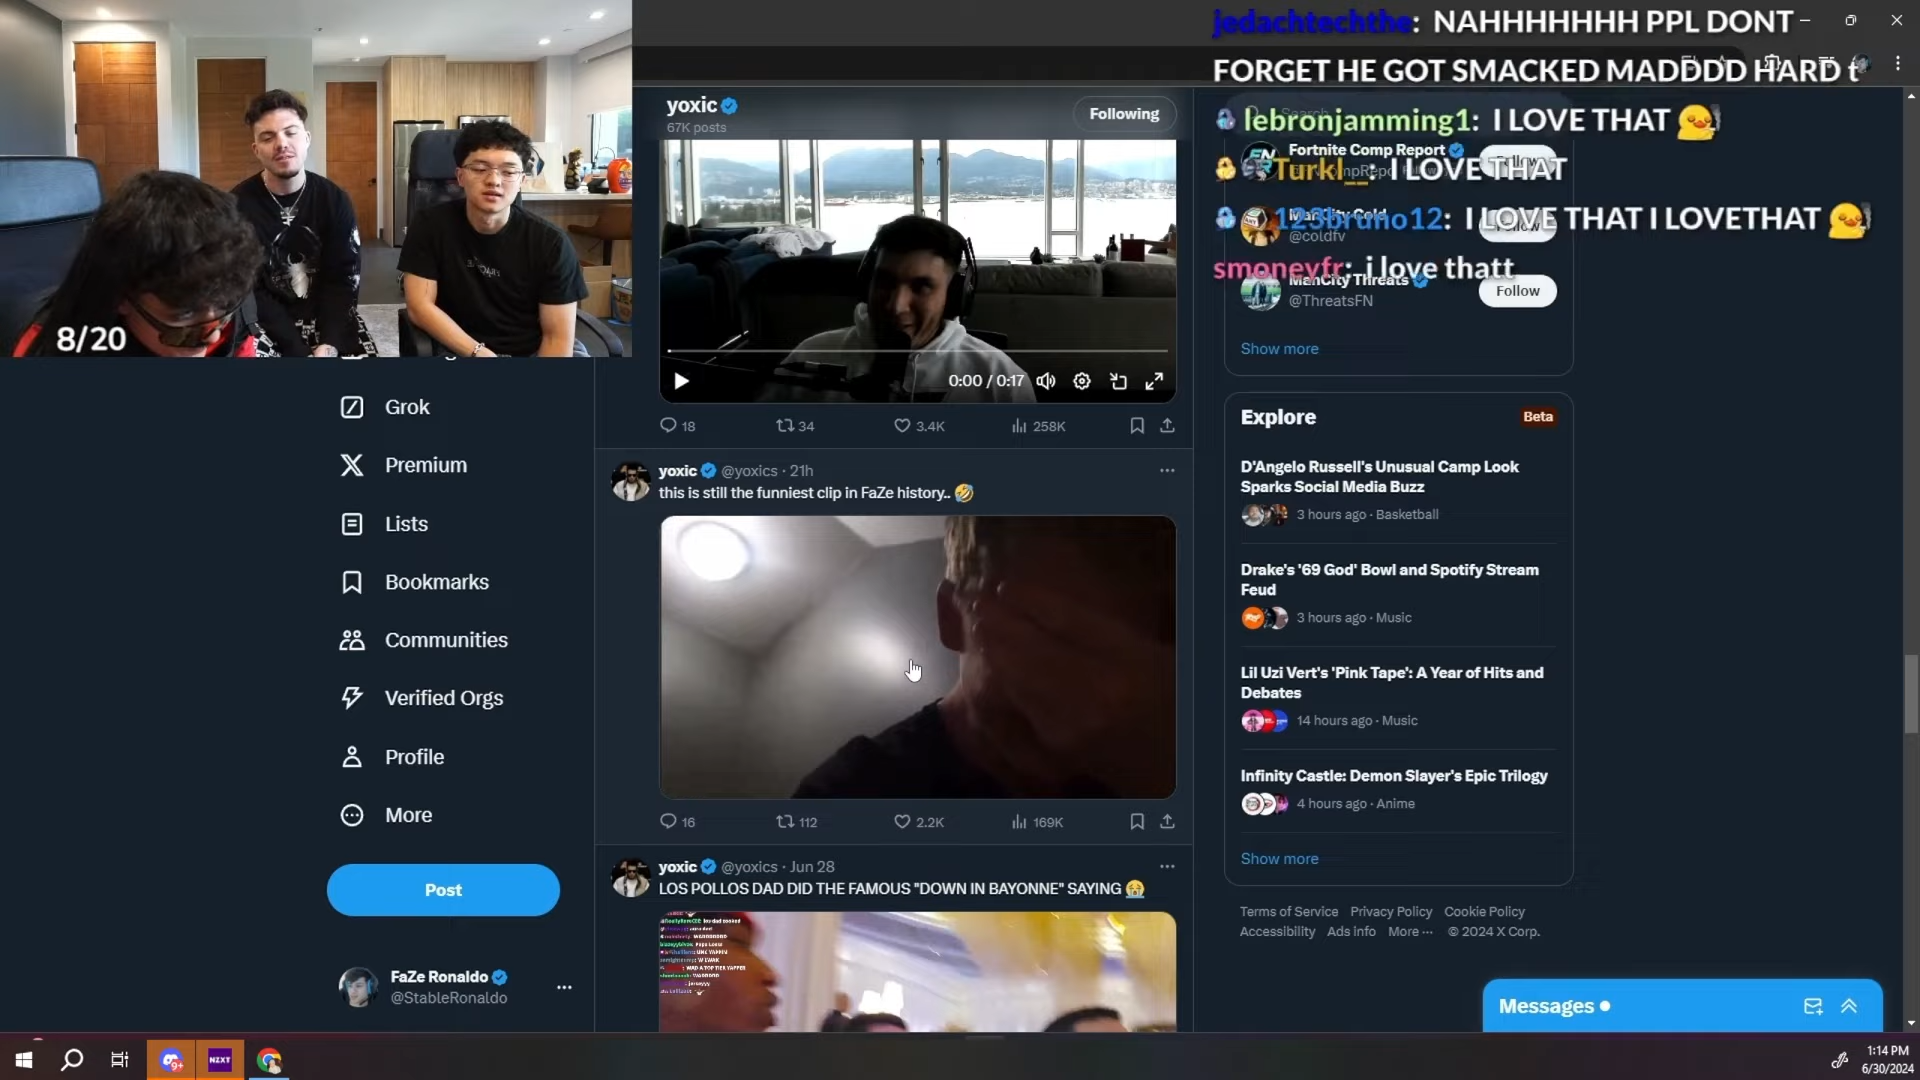 8/20
jedachtechthe: NAHHHHHHH PPL DONT
FORGET HE GOT SMACKED MADDDD HARD t
lebronjamming1: I LOVE THAT
Turkl__: I LOVE THAT
123bruno12: I LOVE THAT I LOVETHAT
smoneyfr: i love thatt
yoxic
67K posts
Following
0:00 / 0:17
18
34
3.4K
258K
yoxic @yoxics · 21h
this is still the funniest clip in FaZe history.. 🤣
16
112
2.2K
169K
yoxic @yoxics · Jun 28
LOS POLLOS DAD DID THE FAMOUS "DOWN IN BAYONNE" SAYING 😭
Grok
Premium
Lists
Bookmarks
Communities
Verified Orgs
Profile
More
Post
FaZe Ronaldo
@StableRonaldo
Search
Fortnite Comp Report
ManCity Cold
@coldfv
ManCity Threats
@ThreatsFN
Follow
Show more
Explore
Beta
D'Angelo Russell's Unusual Camp Look
Sparks Social Media Buzz
3 hours ago · Basketball
Drake's '69 God' Bowl and Spotify Stream
Feud
3 hours ago · Music
Lil Uzi Vert's 'Pink Tape': A Year of Hits and
Debates
14 hours ago · Music
Infinity Castle: Demon Slayer's Epic Trilogy
4 hours ago · Anime
Show more
Terms of Service Privacy Policy Cookie Policy
Accessibility Ads info More ··· © 2024 X Corp.
Messages
9+
NZXT
1:14 PM
6/30/2024